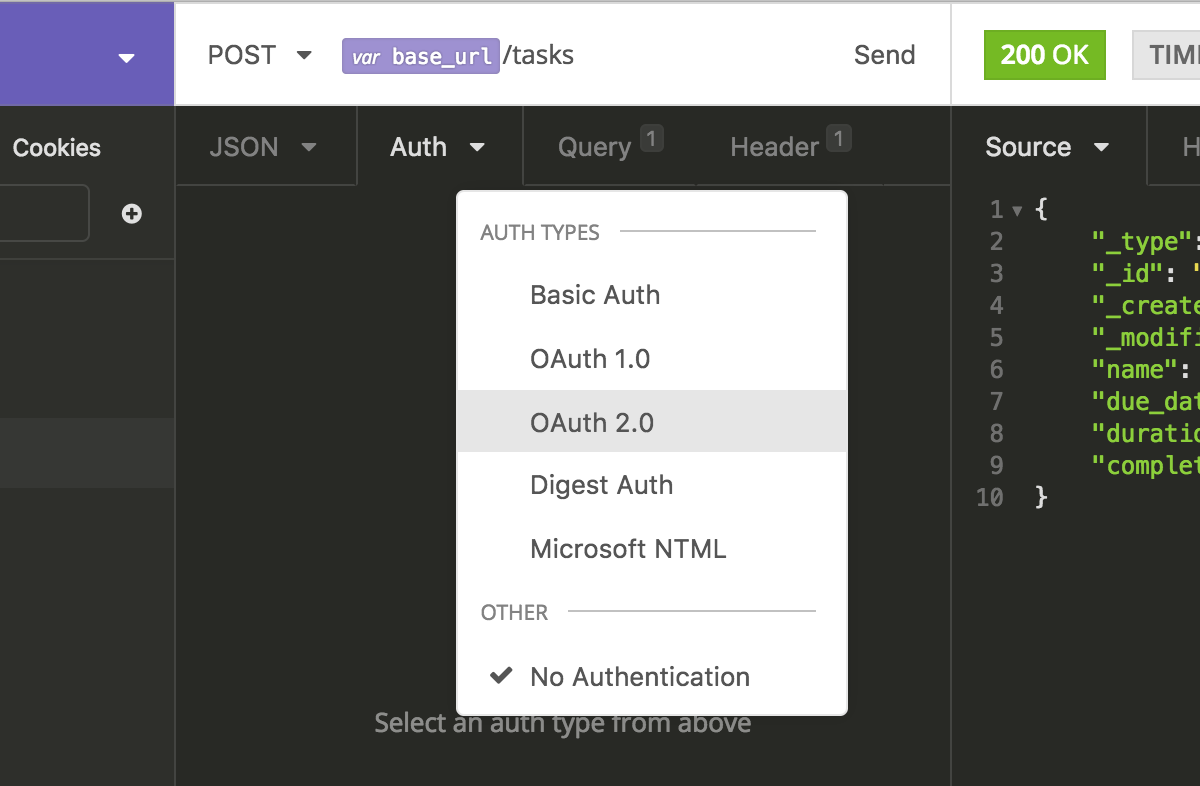 POST var base_url/tasks Send 200 OK
Cookies
JSON Auth Query 1 Header 1 Source
AUTH TYPES
Basic Auth
OAuth 1.0
OAuth 2.0
Digest Auth
Microsoft NTML
OTHER
No Authentication
Select an auth type from above
1 {
2 "_type":
3 "_id": "
4 "_create
5 "_modifi
6 "name":
7 "due_dat
8 "duratio
9 "complet
10 }